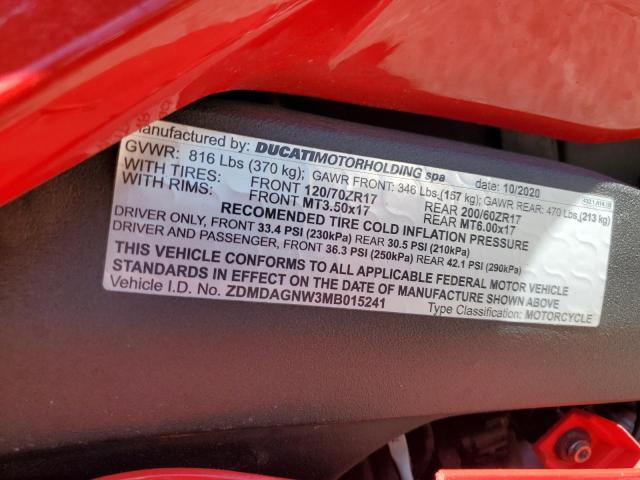 Manufactured by: DUCATIMOTORHOLDING spa date: 10/2020
GVWR: 816 Lbs (370 kg); GAWR FRONT: 346 Lbs,(157 kg); GAWR REAR: 470 Lbs,(213 kg)
WITH TIRES: FRONT 120/70ZR17 REAR 200/60ZR17
WITH RIMS: FRONT MT3.50x17 REAR MT6.00x17
RECOMMENDED TIRE COLD INFLATION PRESSURE
DRIVER ONLY, FRONT 33.4 PSI (230kPa) REAR 30.5 PSI (210kPa)
DRIVER AND PASSENGER, FRONT 36.3 PSI (250kPa) REAR 42.1 PSI (290kPa)
THIS VEHICLE CONFORMS TO ALL APPLICABLE FEDERAL MOTOR VEHICLE
STANDARDS IN EFFECT ON THE DATE OF MANUFACTURE SHOWN ABOVE
Vehicle I.D. No. ZDMDAGNW3MB015241 Type Classification: MOTORCYCLE